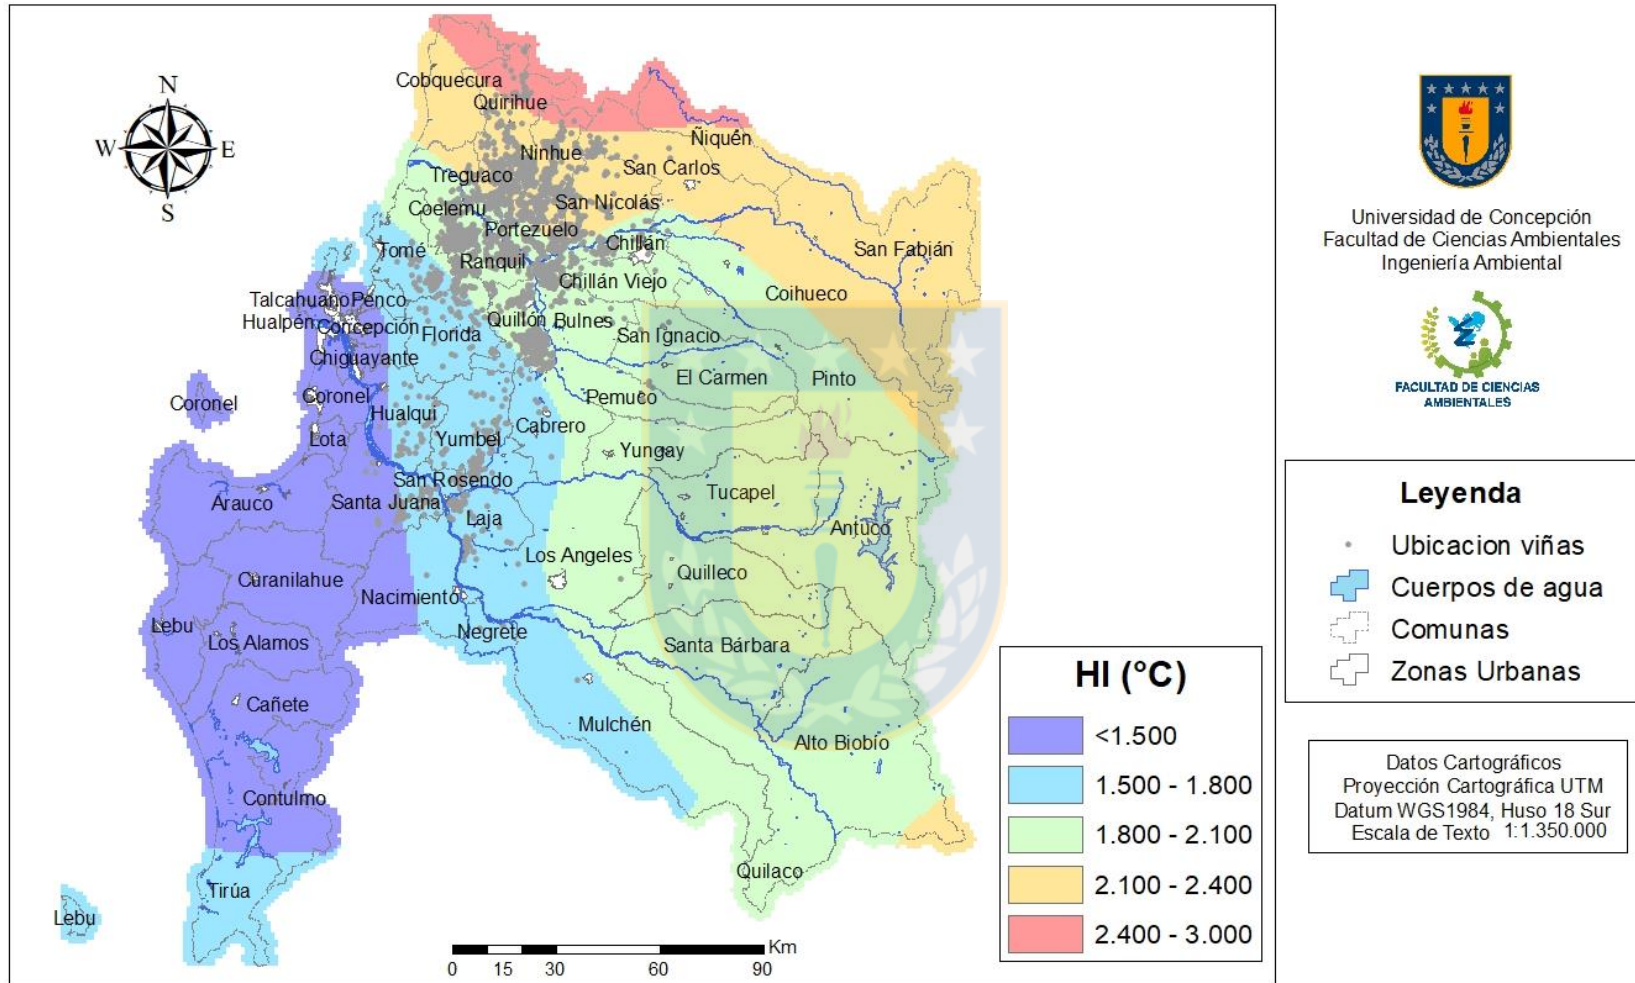 N
W
E
S
Cobquecura
Quirihue
Ñiquén
Ninhue
San Carlos
Treguaco
San Nicolás
Coelemu
Portezuelo
Chillán
San Fabián
Tomé
Ranquil
Chillán Viejo
Coihueco
Talcahuano
Penco
Hualpén
Concepción
Florida
Quillón
Bulnes
San Ignacio
Chiguayante
El Carmen
Pinto
Coronel
Coronel
Hualqui
Pemuco
Cabrero
Lota
Yumbel
Yungay
San Rosendo
Arauco
Santa Juana
Tucapel
Laja
Antuco
Los Angeles
Curanilahue
Quilleco
Nacimiento
Lebu
Los Alamos
Negrete
Santa Bárbara
Cañete
Mulchén
Alto Biobío
Contulmo
Quilaco
Tirúa
Lebu
Km
0 15 30 60 90
HI (°C)
<1.500
1.500 - 1.800
1.800 - 2.100
2.100 - 2.400
2.400 - 3.000
Universidad de Concepción
Facultad de Ciencias Ambientales
Ingeniería Ambiental
FACULTAD DE CIENCIAS
AMBIENTALES
Leyenda
Ubicacion viñas
Cuerpos de agua
Comunas
Zonas Urbanas
Datos Cartográficos
Proyección Cartográfica UTM
Datum WGS1984, Huso 18 Sur
Escala de Texto 1:1.350.000